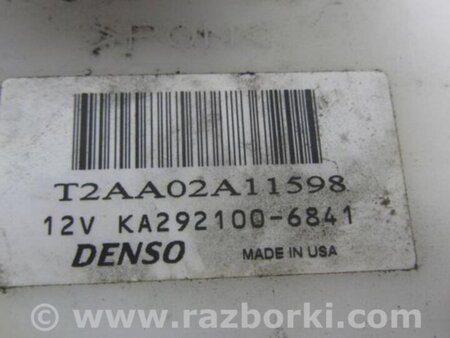 T2AA02A11598
12V KA292100-6841
DENSO MADE IN USA
© www.razborki.com